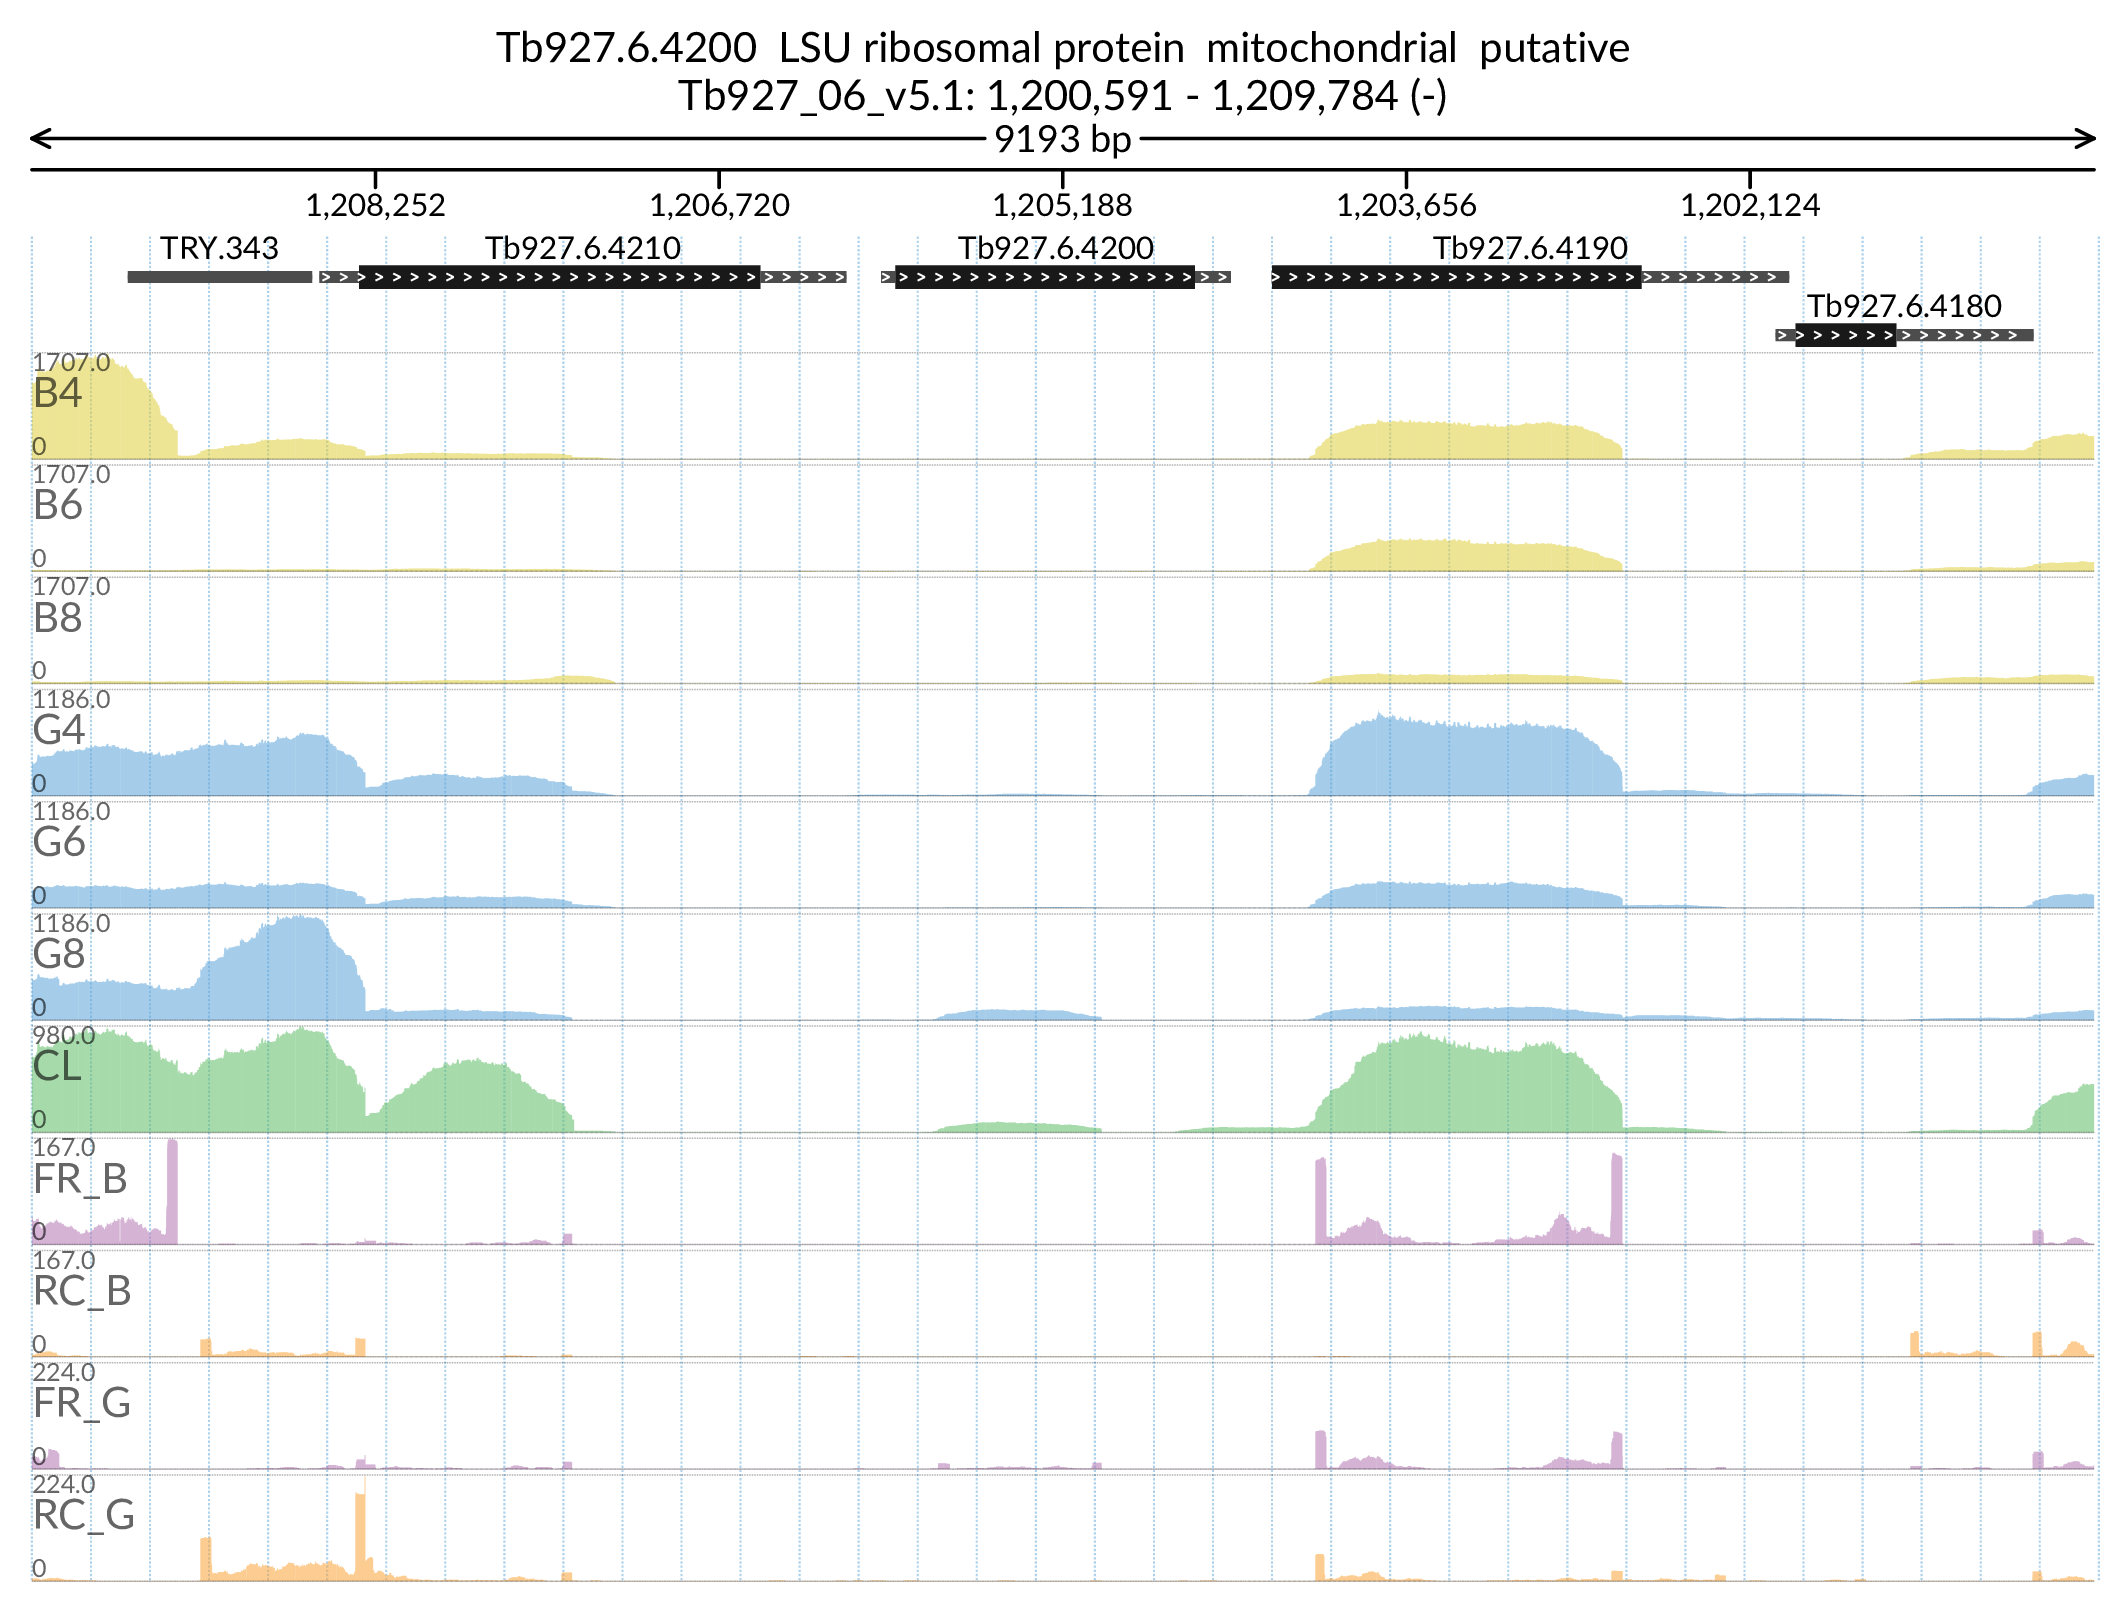 Tb927.6.4200  LSU ribosomal protein  mitochondrial  putative
Tb927_06_v5.1: 1,200,591 - 1,209,784 (-)
9193 bp
1,208,252 1,206,720 1,205,188 1,203,656 1,202,124
TRY.343 Tb927.6.4210 Tb927.6.4200 Tb927.6.4190
Tb927.6.4180
1707.0
B4
0
1707.0
B6
0
1707.0
B8
0
1186.0
G4
0
1186.0
G6
0
1186.0
G8
0
980.0
CL
0
167.0
FR_B
0
167.0
RC_B
0
224.0
FR_G
0
224.0
RC_G
0